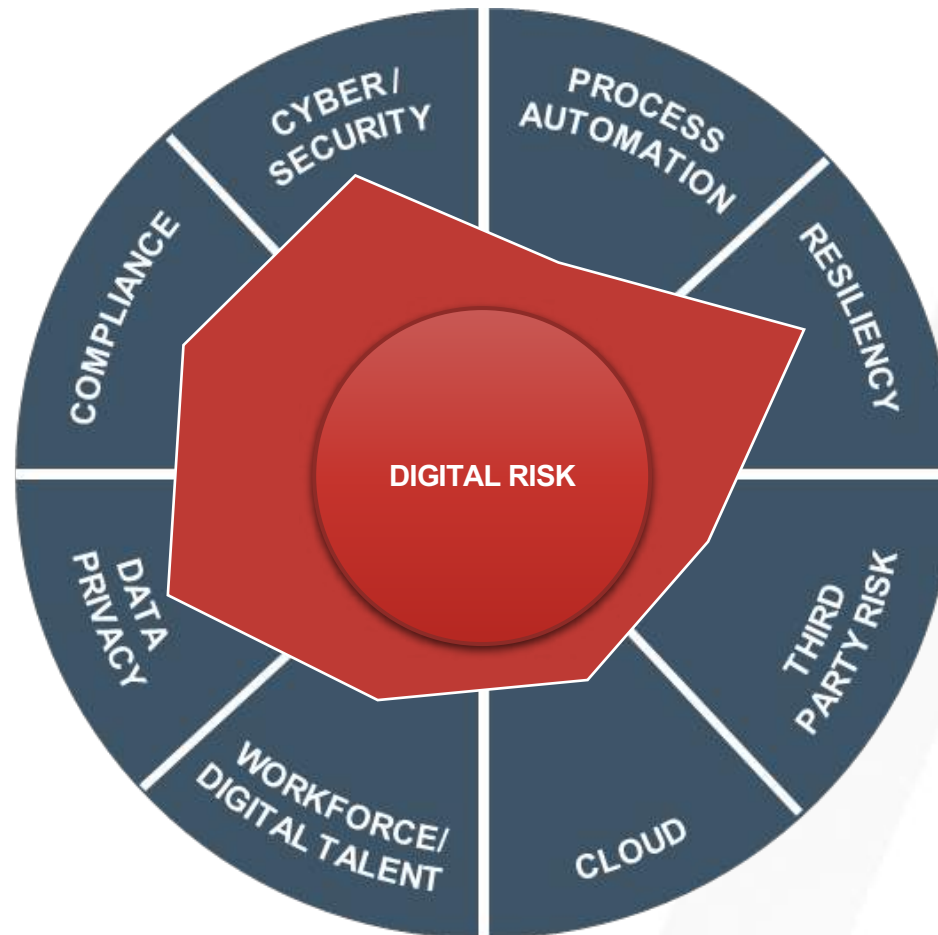 CYBER /
SECURITY
PROCESS
AUTOMATION
RESILIENCY
THIRD
PARTY RISK
CLOUD
WORKFORCE/
DIGITAL TALENT
DATA
PRIVACY
COMPLIANCE
DIGITAL RISK